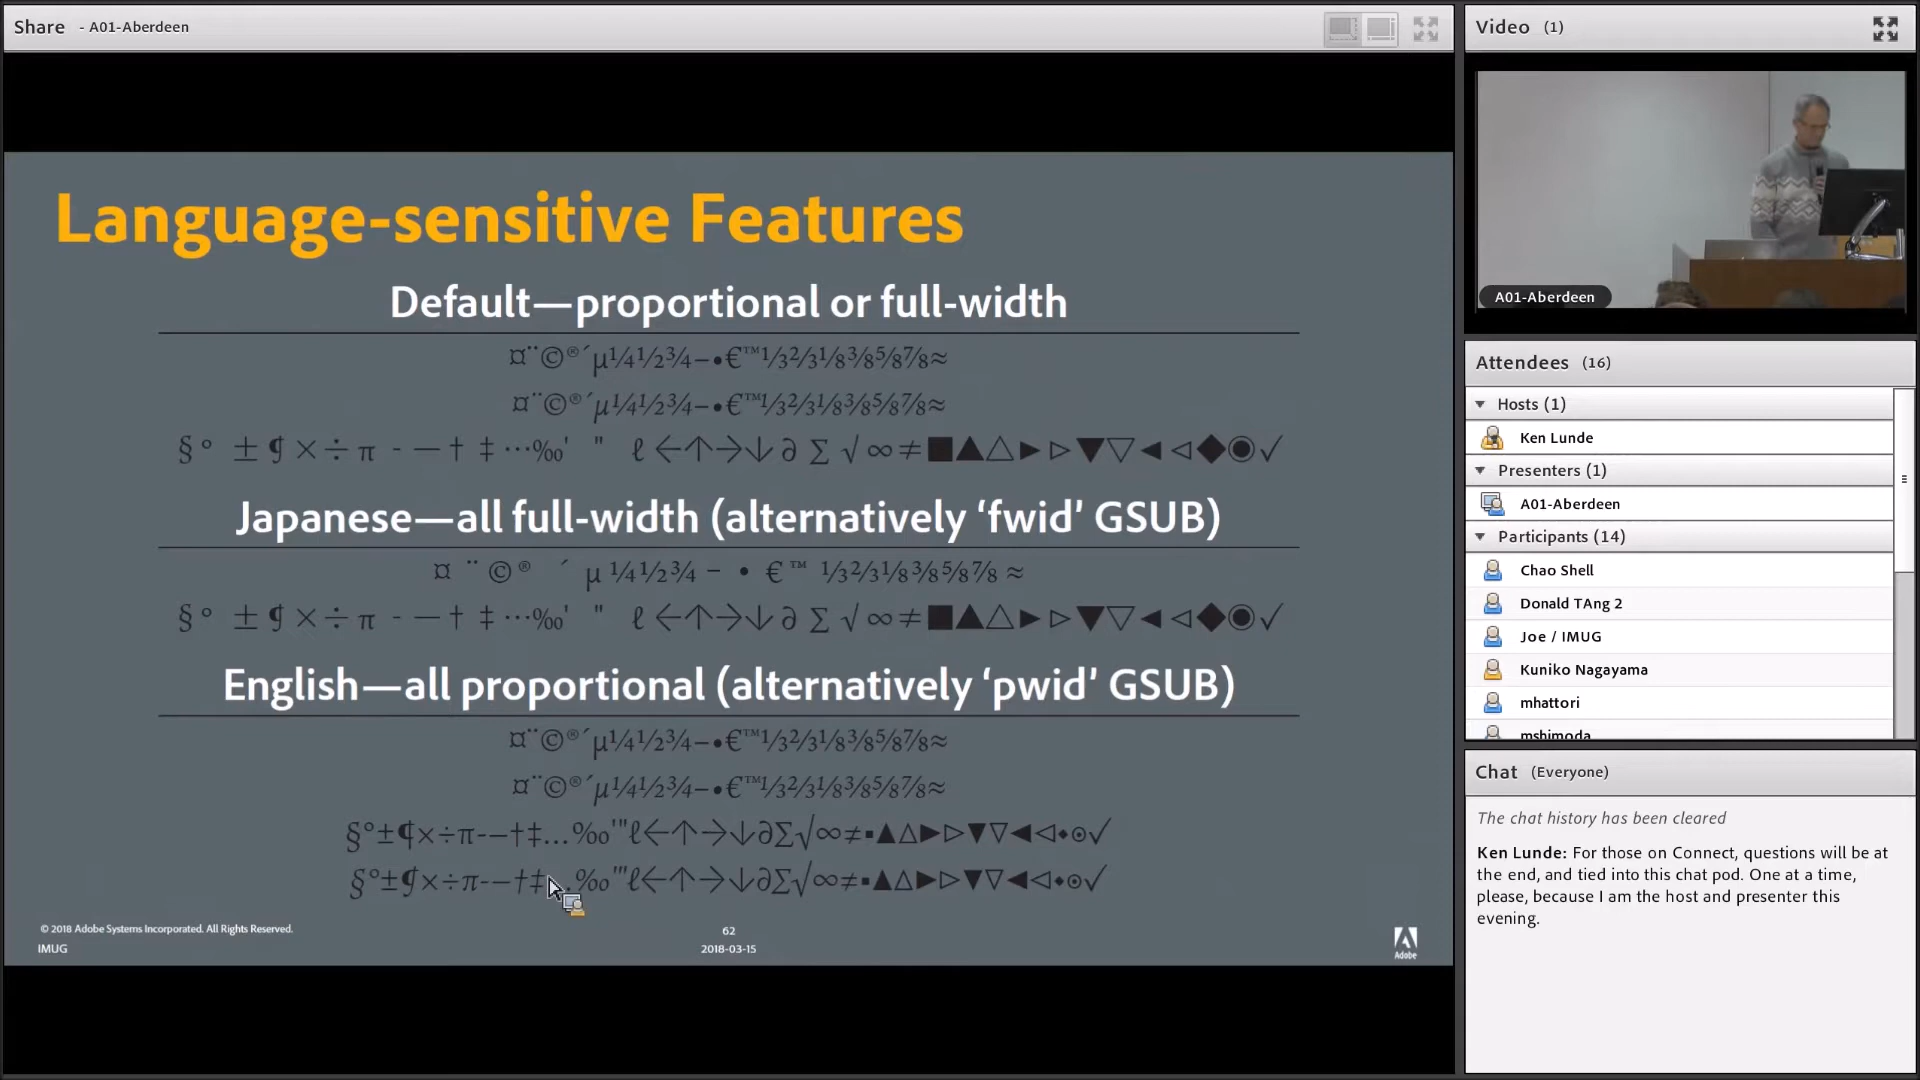 Share - A01-Aberdeen
Language-sensitive Features
Default—proportional or full-width
¤¨©®´µ¼½¾–•€™⅓⅔⅛⅜⅝⅞≈
¤¨©®´µ¼½¾–•€™⅓⅔⅛⅜⅝⅞≈
§° ±¶×÷π - — † ‡ …‰′ ″ ℓ←↑→↓∂ ∑ √ ∞≠■▲△▶▷▼▽◀◁◆◉✓
Japanese—all full-width (alternatively ‘fwid’ GSUB)
¤ ¨ © ® ´ µ ¼½¾ – • € ™ ⅓⅔⅛⅜⅝⅞ ≈
§° ±¶×÷π - — † ‡ …‰′ ″ ℓ←↑→↓∂ ∑ √ ∞≠■▲△▶▷▼▽◀◁◆◉✓
English—all proportional (alternatively ‘pwid’ GSUB)
¤¨©®´µ¼½¾–•€™⅓⅔⅛⅜⅝⅞≈
¤¨©®´µ¼½¾–•€™⅓⅔⅛⅜⅝⅞≈
§°±¶×÷π-—†‡…‰′″ℓ←↑→↓∂∑√∞≠■▲△▶▷▼▽◀◁◆◉✓
§°±¶×÷π-—†‡…‰′″ℓ←↑→↓∂∑√∞≠■▲△▶▷▼▽◀◁◆◉✓
© 2018 Adobe Systems Incorporated. All Rights Reserved.
IMUG
62
2018-03-15
Adobe
Video (1)
A01-Aberdeen
Attendees (16)
Hosts (1)
Ken Lunde
Presenters (1)
A01-Aberdeen
Participants (14)
Chao Shell
Donald TAng 2
Joe / IMUG
Kuniko Nagayama
mhattori
mshimoda
Chat (Everyone)
The chat history has been cleared
Ken Lunde: For those on Connect, questions will be at
the end, and tied into this chat pod. One at a time,
please, because I am the host and presenter this
evening.